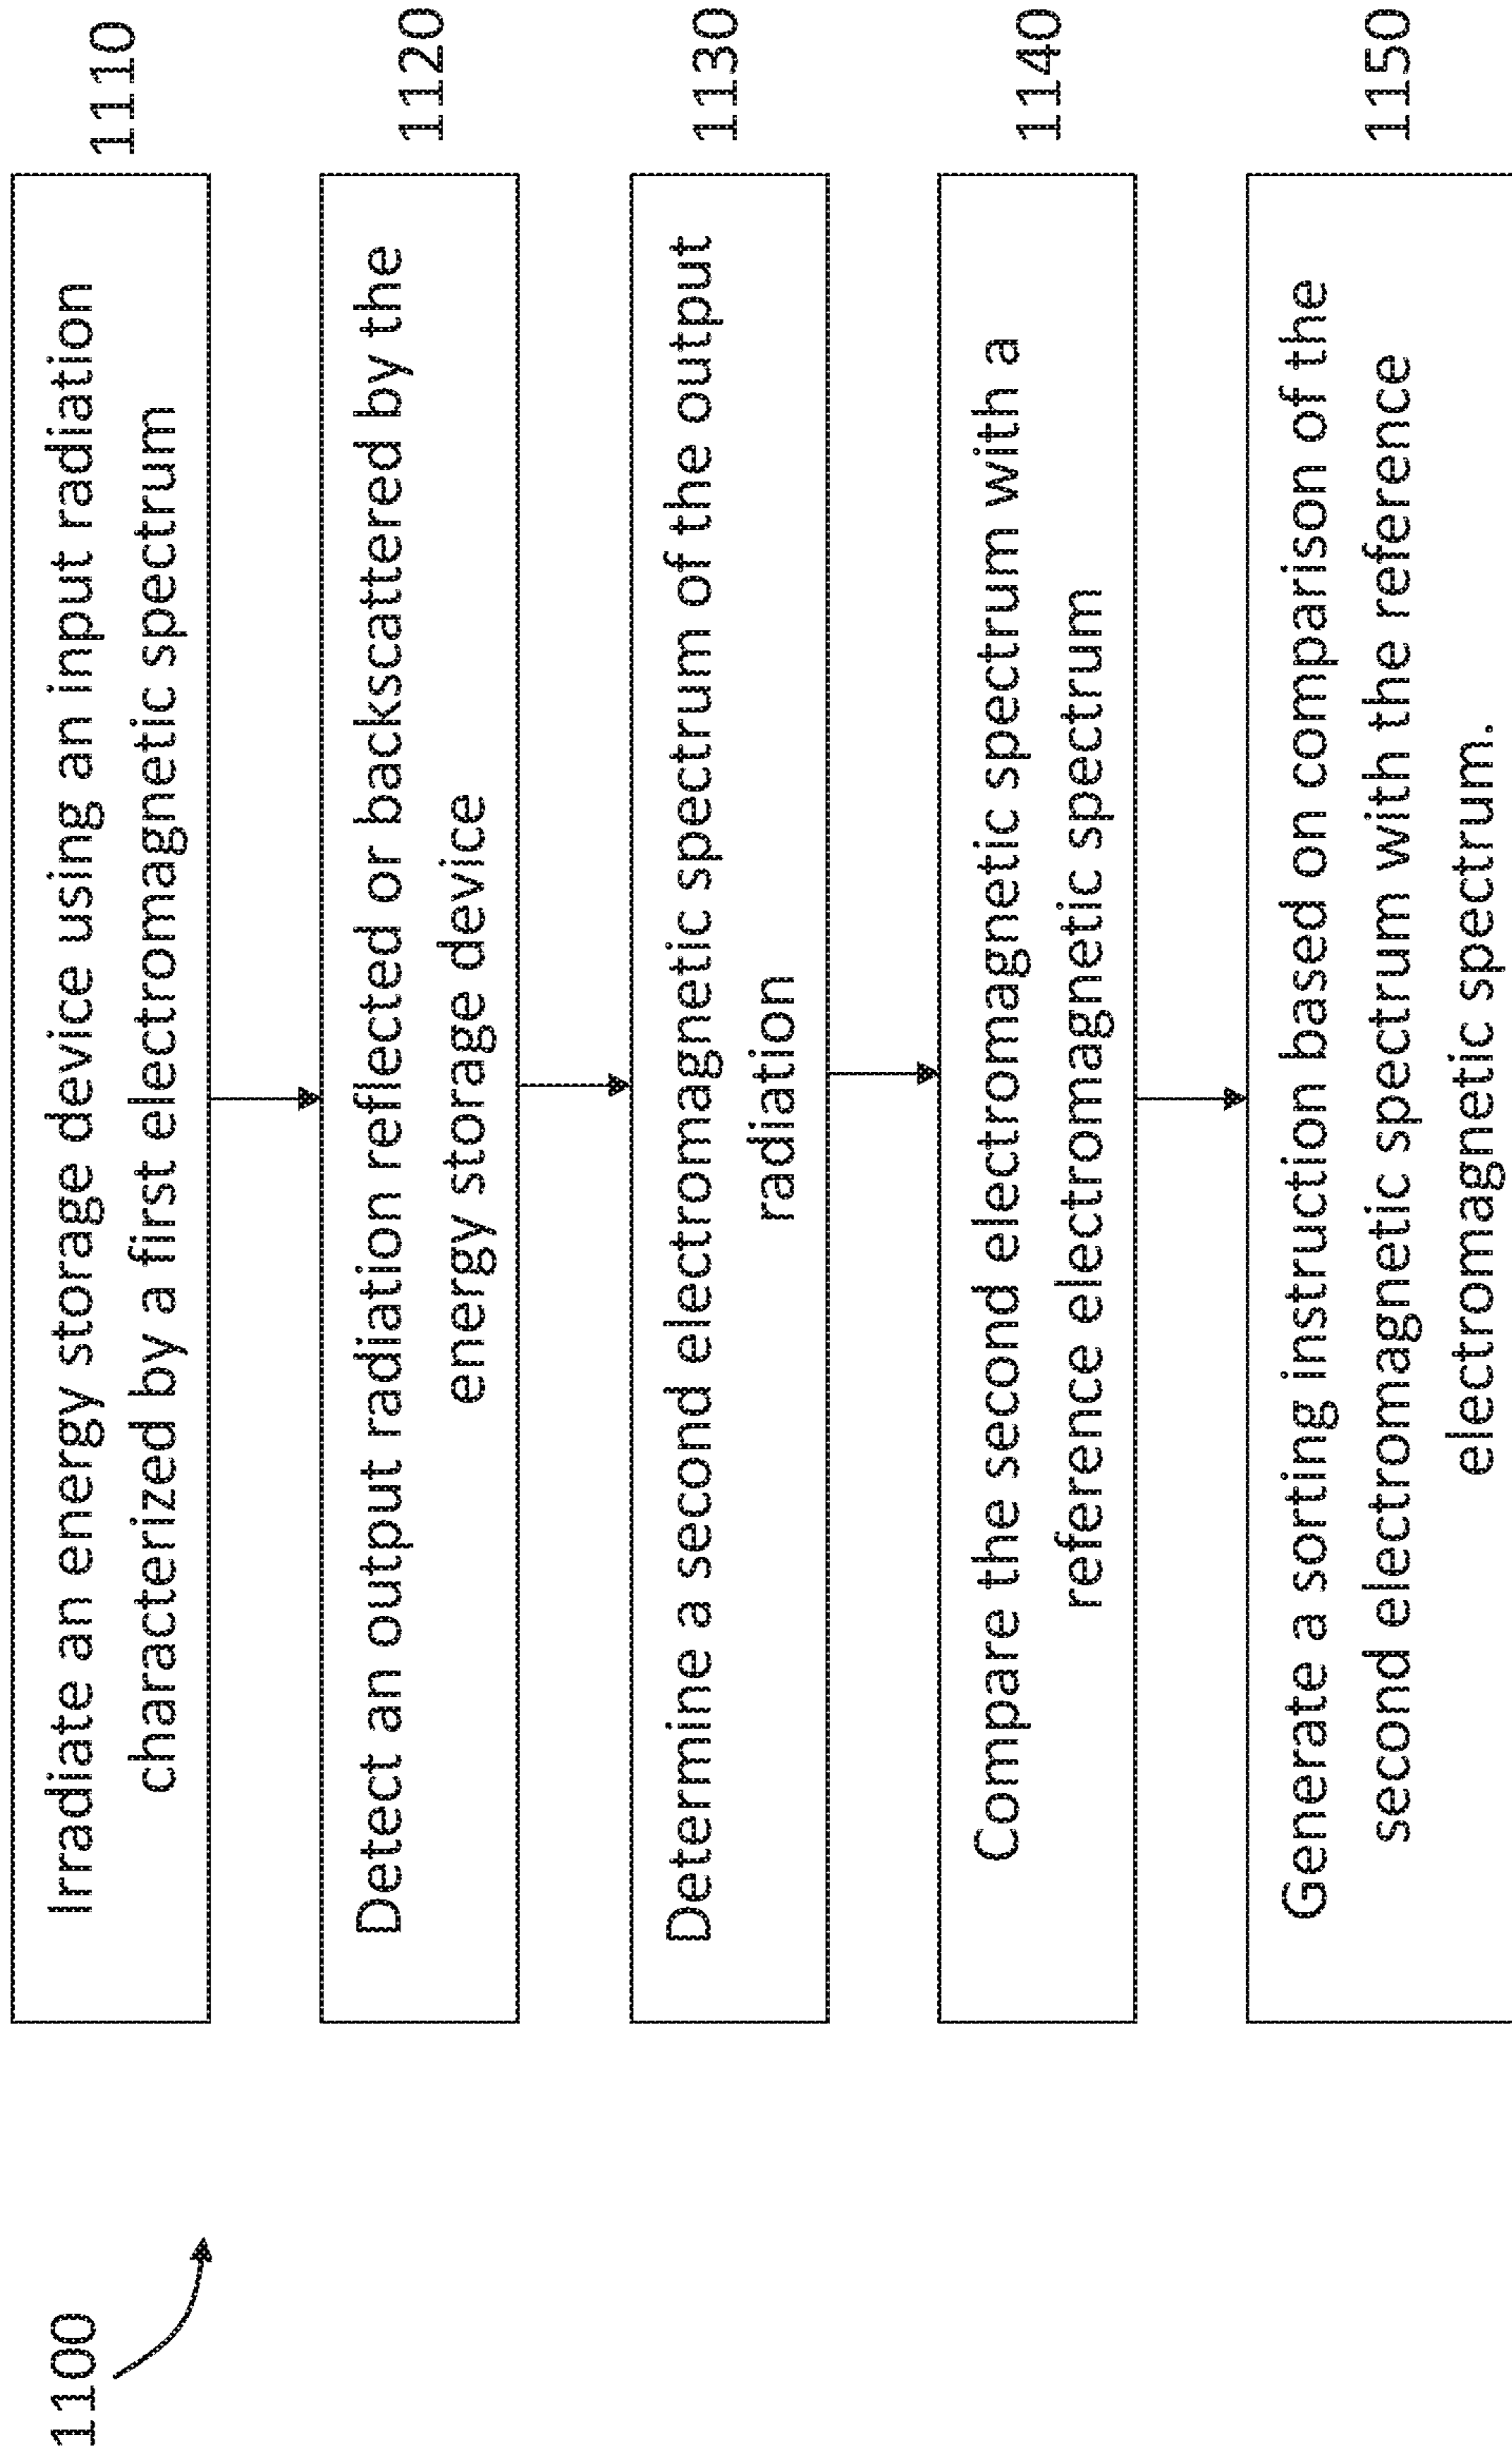 1100
Irradiate an energy storage device using an input radiation
characterized by a first electromagnetic spectrum
1110
Detect an output radiation reflected or backscattered by the
energy storage device
1120
Determine a second electromagnetic spectrum of the output
radiation
1130
Compare the second electromagnetic spectrum with a
reference electromagnetic spectrum
1140
Generate a sorting instruction based on comparison of the
second electromagnetic spectrum with the reference
electromagnetic spectrum.
1150